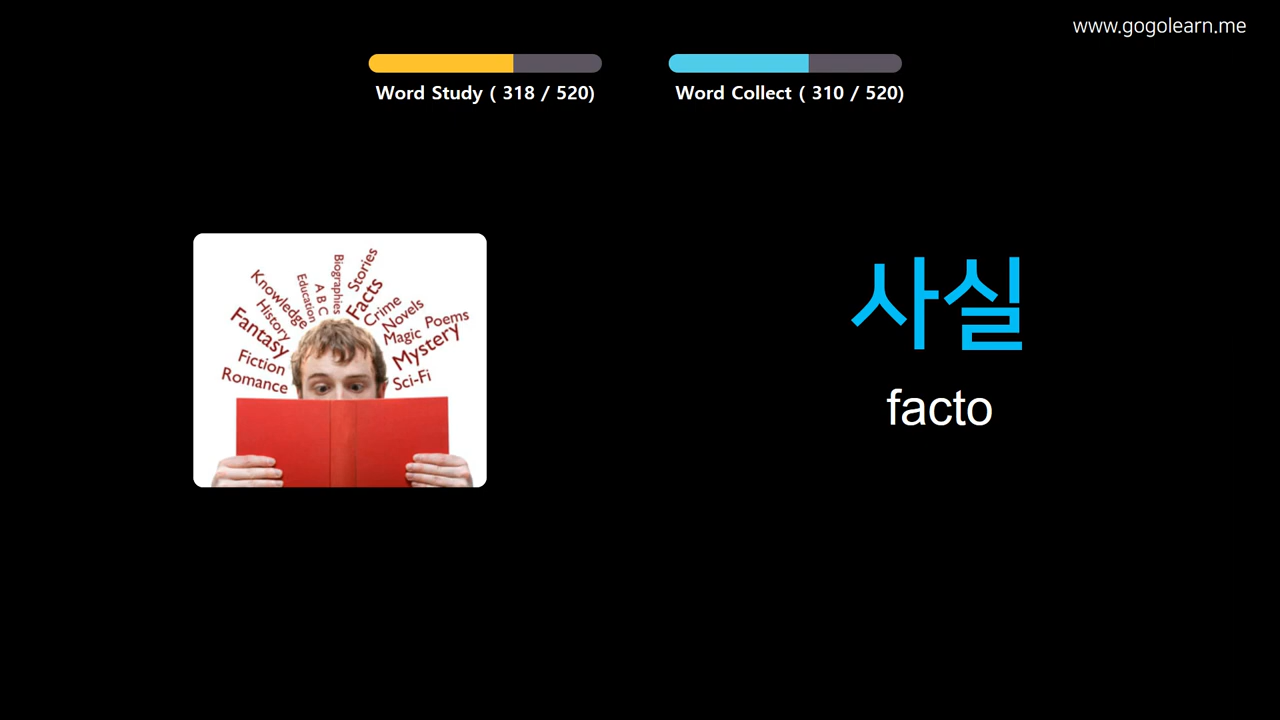 www.gogolearn.me
Word Study ( 318 / 520)
Word Collect ( 310 / 520)
Knowledge
History
Fantasy
Fiction
Romance
Education
A B C
Biographies
Stories
Facts
Crime
Novels
Magic
Poems
Mystery
Sci-Fi
사실
facto